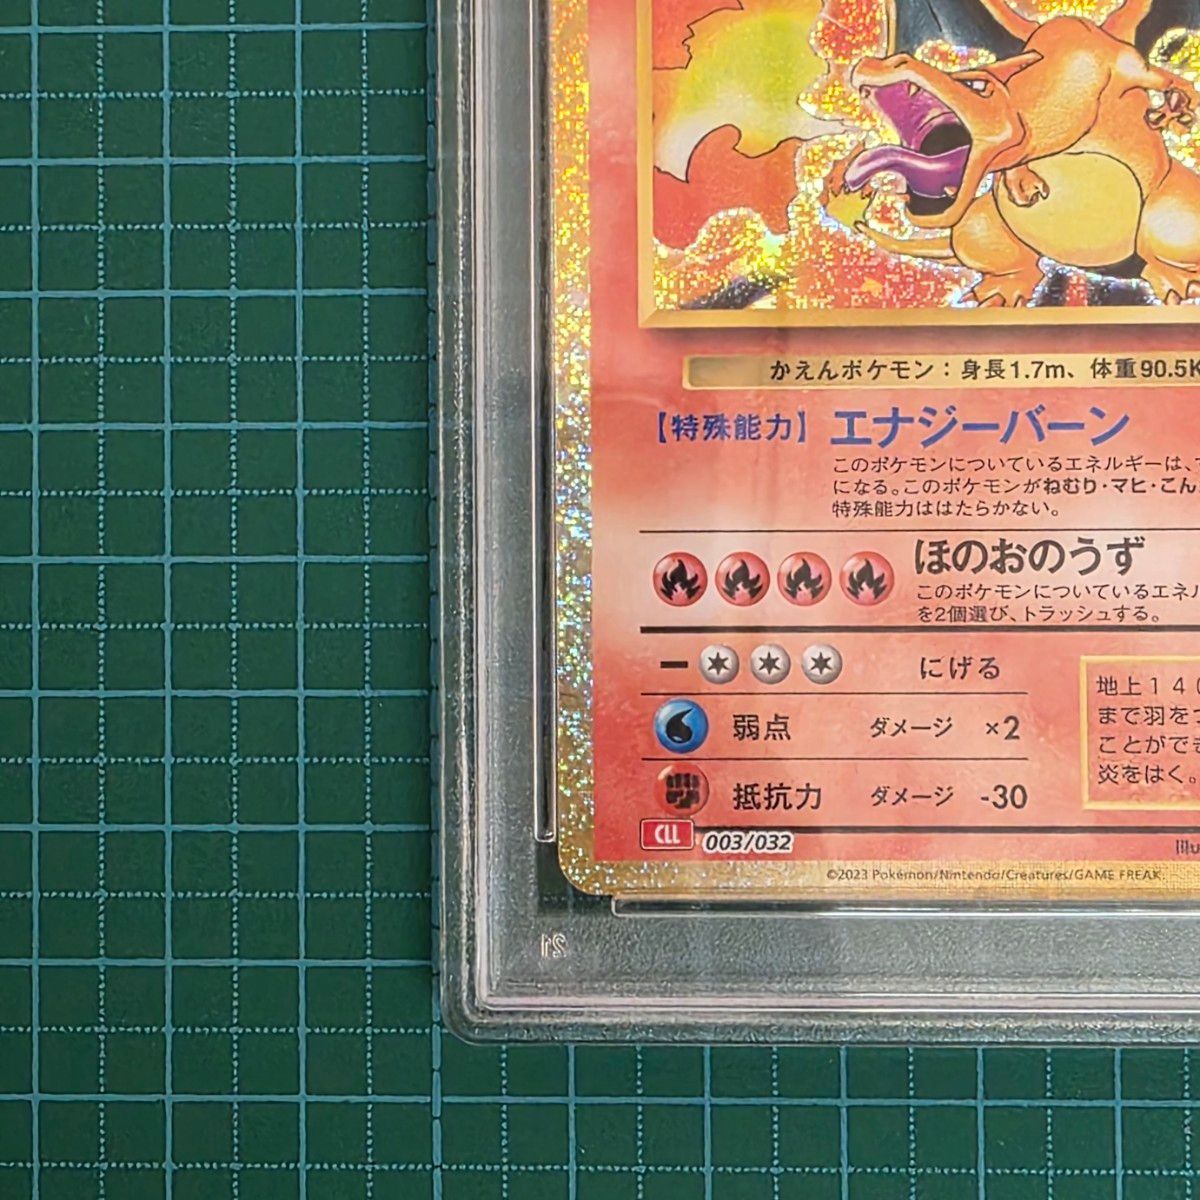 かえんポケモン：身長1.7m、体重90.5K
【特殊能力】 エナジーバーン
このポケモンについているエネルギーは、
になる。このポケモンがねむり・マヒ・こん
特殊能力ははたらかない。
ほのおのうず
このポケモンについているエネル
を2個選び、トラッシュする。
ー にげる
弱点 ダメージ ×2
抵抗力 ダメージ -30
地上１４
まで羽をつ
ことができ
炎をはく。
CLL 003/032
Illu
©2023 Pokémon/Nintendo/Creatures/GAME FREAK.
21